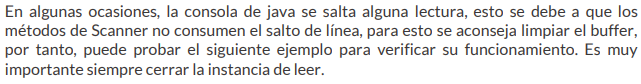 En algunas ocasiones, la consola de java se salta alguna lectura, esto se debe a que los
métodos de Scanner no consumen el salto de línea, para esto se aconseja limpiar el buffer,
por tanto, puede probar el siguiente ejemplo para verificar su funcionamiento. Es muy
importante siempre cerrar la instancia de leer.